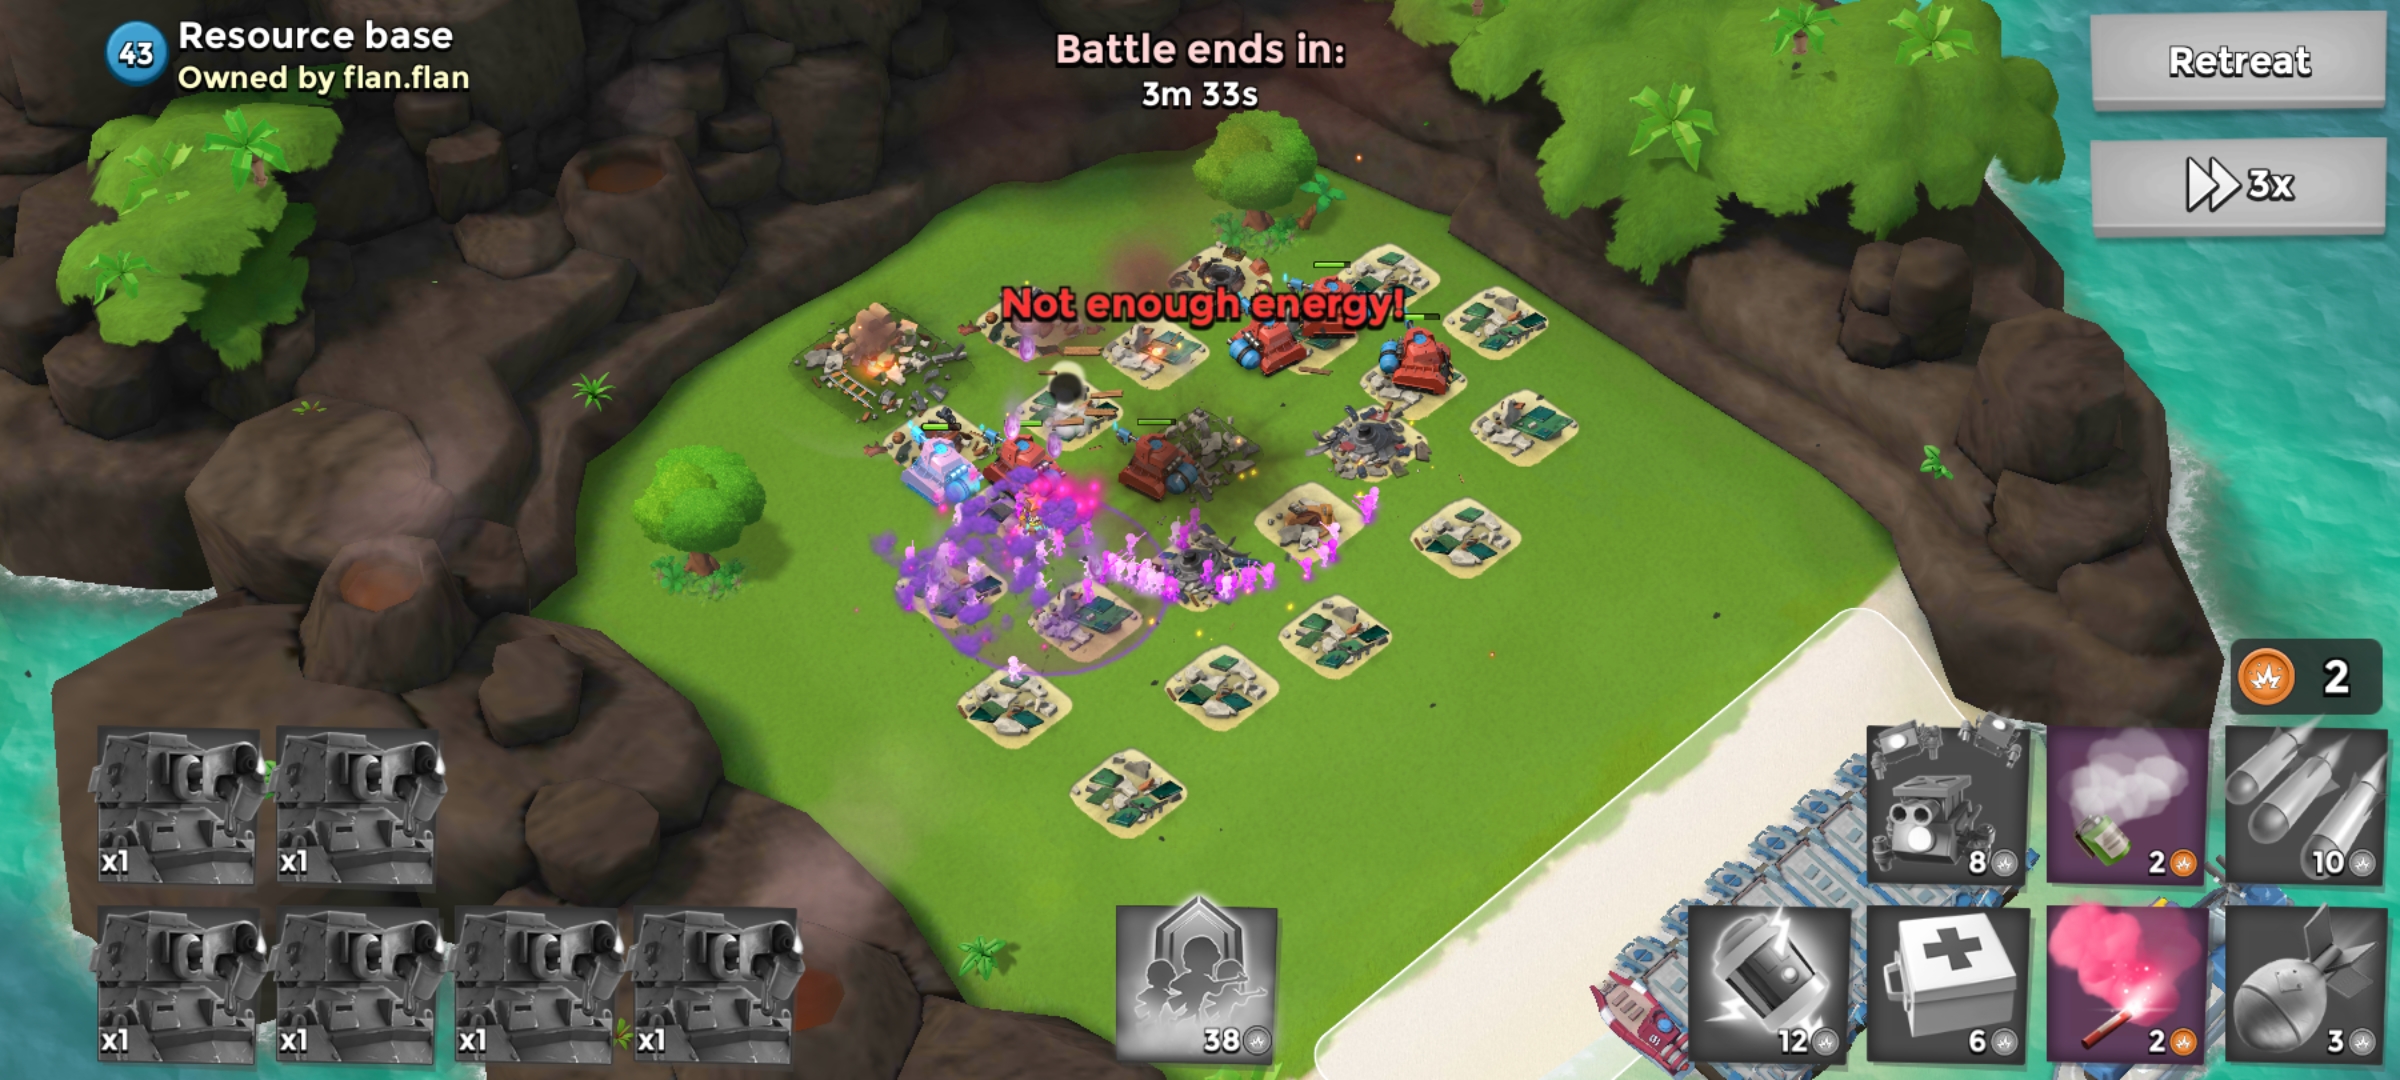 43
Resource base
Owned by flan.flan
Battle ends in:
3m 33s
Retreat
3x
Not enough energy!
2
x1
x1
8
2
10
x1
x1
x1
x1
38
12
6
2
3